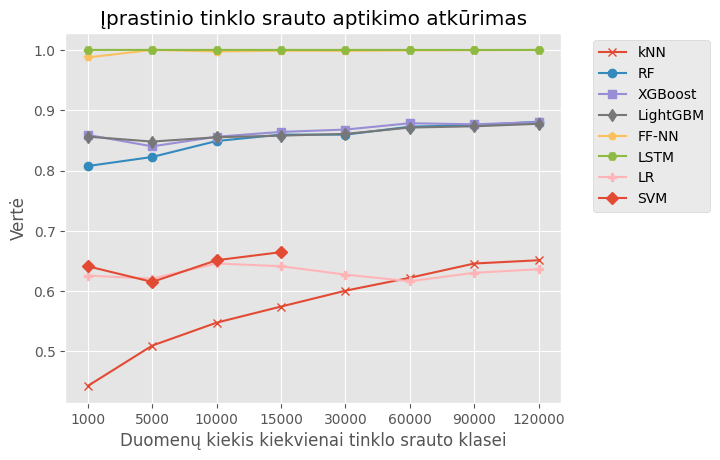 Įprastinio tinklo srauto aptikimo atkūrimas
1.0
0.9
0.8
0.7
0.6
0.5
Vertė
1000 5000 10000 15000 30000 60000 90000 120000
Duomenų kiekis kiekvienai tinklo srauto klasei
kNN
RF
XGBoost
LightGBM
FF-NN
LSTM
LR
SVM